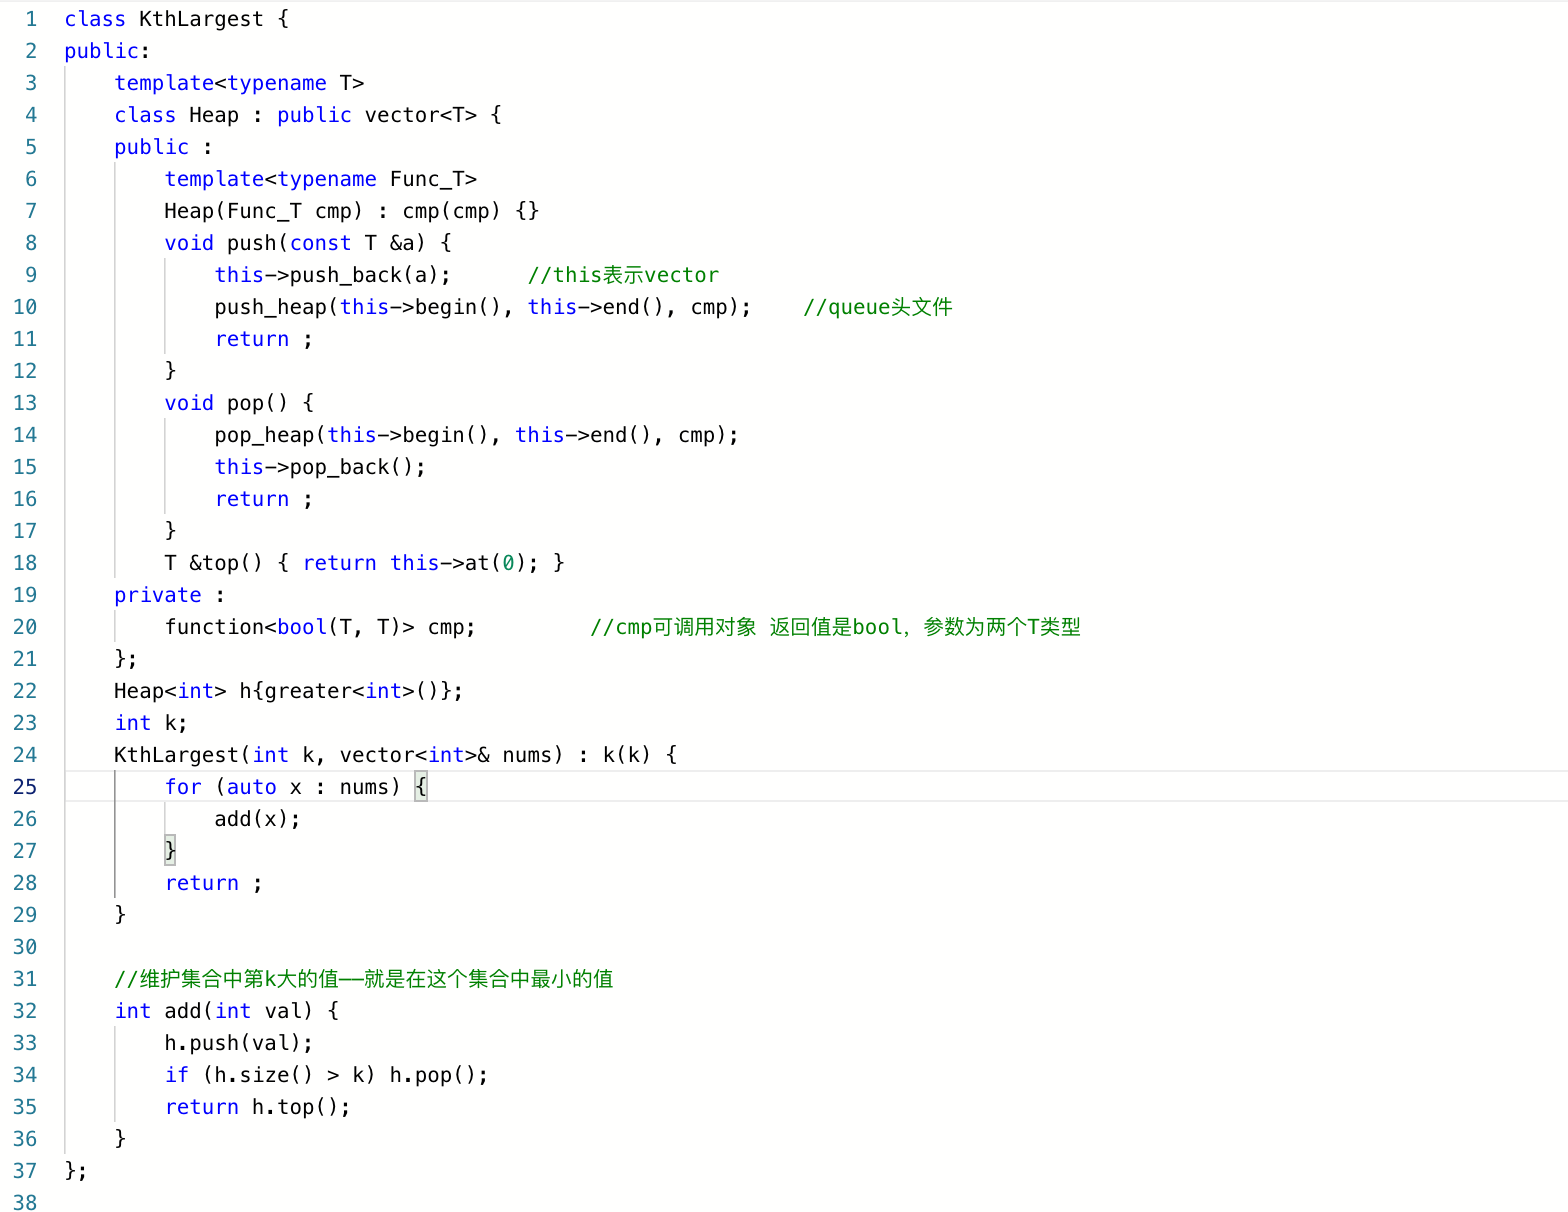 1 class KthLargest {
2 public:
3     template<typename T>
4     class Heap : public vector<T> {
5     public :
6         template<typename Func_T>
7         Heap(Func_T cmp) : cmp(cmp) {}
8         void push(const T &a) {
9             this->push_back(a);      //this表示vector
10             push_heap(this->begin(), this->end(), cmp);    //queue头文件
11             return ;
12         }
13         void pop() {
14             pop_heap(this->begin(), this->end(), cmp);
15             this->pop_back();
16             return ;
17         }
18         T &top() { return this->at(0); }
19     private :
20         function<bool(T, T)> cmp;         //cmp可调用对象 返回值是bool，参数为两个T类型
21     };
22     Heap<int> h{greater<int>()};
23     int k;
24     KthLargest(int k, vector<int>& nums) : k(k) {
25         for (auto x : nums) {
26             add(x);
27         }
28         return ;
29     }
30
31     //维护集合中第k大的值——就是在这个集合中最小的值
32     int add(int val) {
33         h.push(val);
34         if (h.size() > k) h.pop();
35         return h.top();
36     }
37 };
38